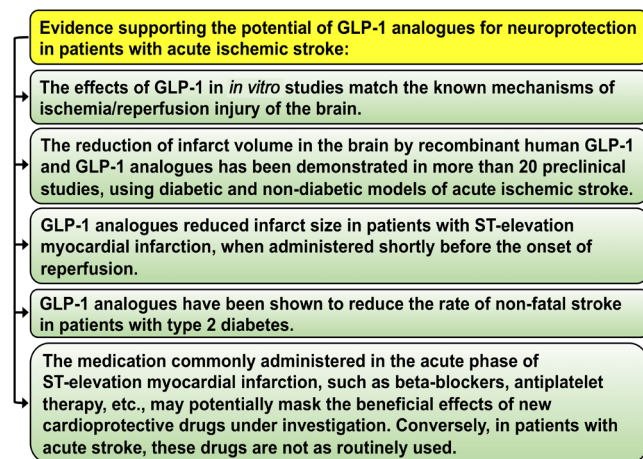 Evidence supporting the potential of GLP-1 analogues for neuroprotection
in patients with acute ischemic stroke:
The effects of GLP-1 in in vitro studies match the known mechanisms of
ischemia/reperfusion injury of the brain.
The reduction of infarct volume in the brain by recombinant human GLP-1
and GLP-1 analogues has been demonstrated in more than 20 preclinical
studies, using diabetic and non-diabetic models of acute ischemic stroke.
GLP-1 analogues reduced infarct size in patients with ST-elevation
myocardial infarction, when administered shortly before the onset of
reperfusion.
GLP-1 analogues have been shown to reduce the rate of non-fatal stroke
in patients with type 2 diabetes.
The medication commonly administered in the acute phase of
ST-elevation myocardial infarction, such as beta-blockers, antiplatelet
therapy, etc., may potentially mask the beneficial effects of new
cardioprotective drugs under investigation. Conversely, in patients with
acute stroke, these drugs are not as routinely used.